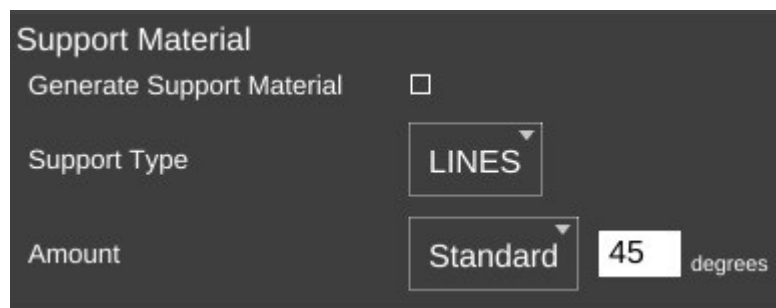 Support Material
Generate Support Material
Support Type LINES
Amount Standard 45 degrees